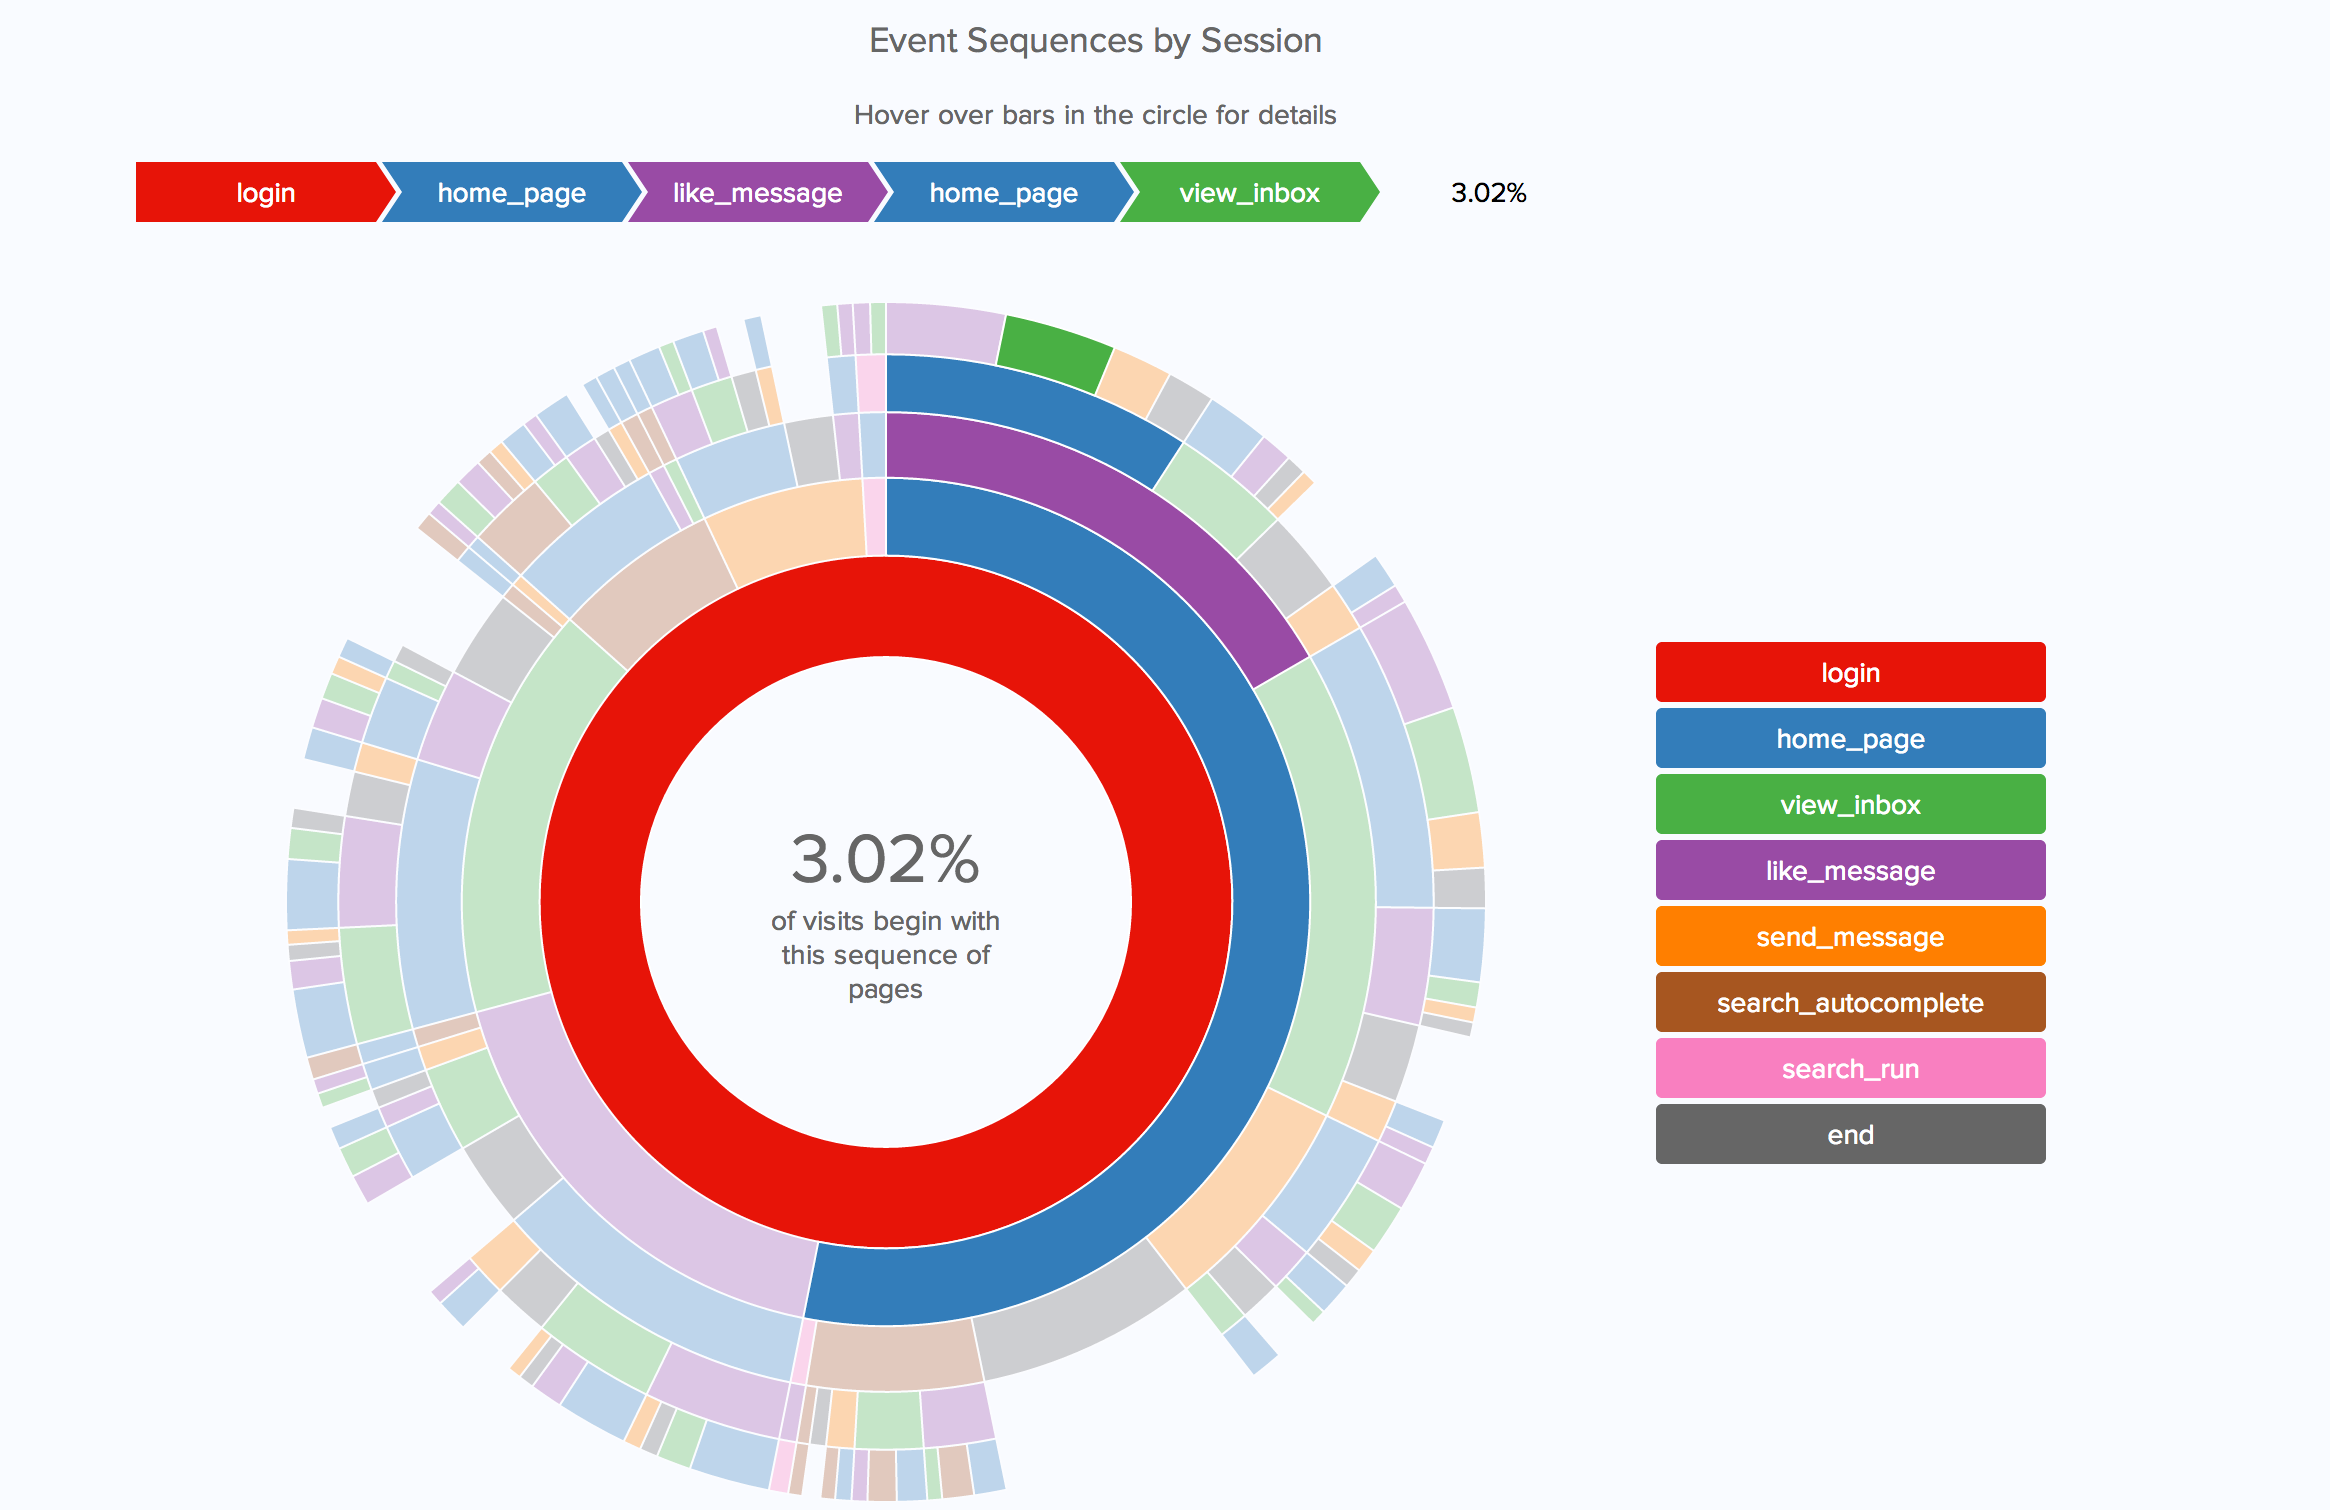 Event Sequences by Session
Hover over bars in the circle for details
login
home_page
like_message
home_page
view_inbox
3.02%
3.02%
of visits begin with
this sequence of
pages
login
home_page
view_inbox
like_message
send_message
search_autocomplete
search_run
end